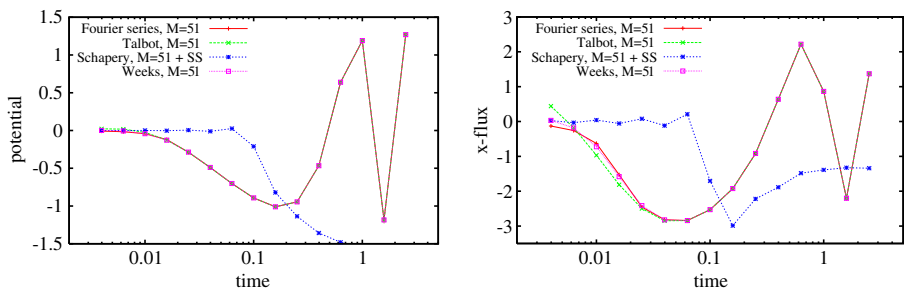 1.5
1
0.5
0
-0.5
-1
-1.5
potential
Fourier series, M=51
Talbot, M=51
Schapery, M=51 + SS
Weeks, M=51
0.01
0.1
1
time
3
2
1
0
-1
-2
-3
x-flux
Fourier series, M=51
Talbot, M=51
Schapery, M=51 + SS
Weeks, M=51
0.01
0.1
1
time